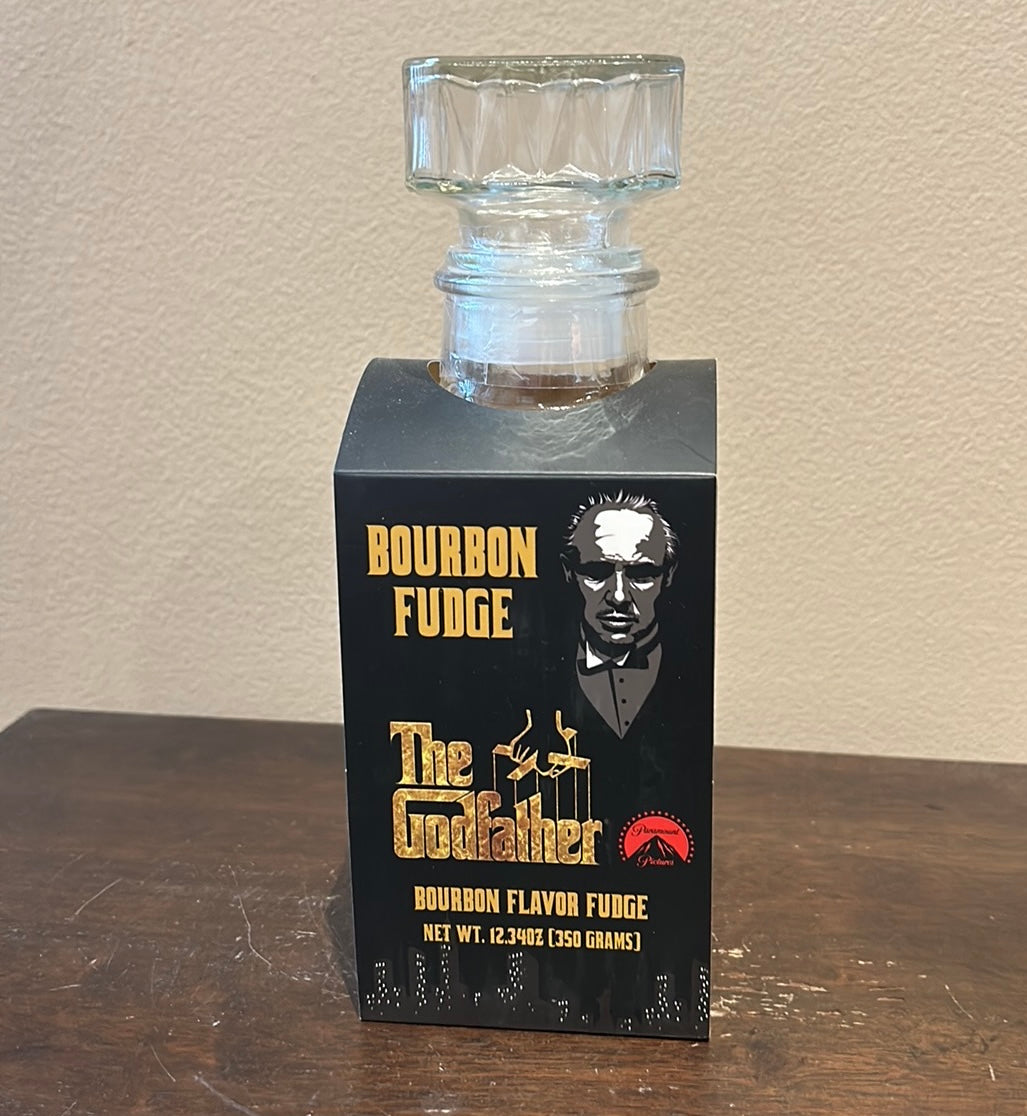 BOURBON
FUDGE
The
Godfather
Paramount
Pictures
BOURBON FLAVOR FUDGE
NET WT. 12.34OZ (350 GRAMS)